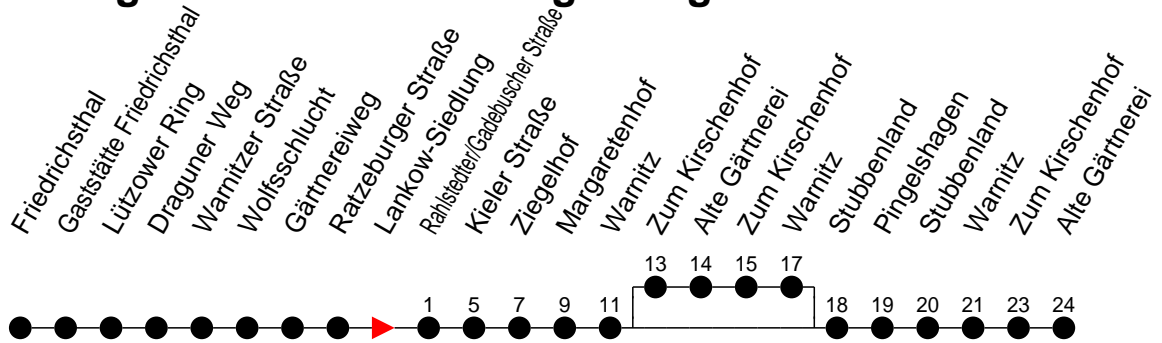 Friedrichsthal
Gaststätte Friedrichsthal
Lützower Ring
Draguner Weg
Warnitzer Straße
Wolfsschlucht
Gärtnereiweg
Ratzeburger Straße
Lankow-Siedlung
Rahlstedter/Gadebuscher Straße
Kieler Straße
Ziegelhof
Margaretenhof
Warnitz
Zum Kirschenhof
Alte Gärtnerei
Zum Kirschenhof
Warnitz
Stubbenland
Pingelshagen
Stubbenland
Warnitz
Zum Kirschenhof
Alte Gärtnerei
13 14 15 17
1 5 7 9 11 18 19 20 21 23 24